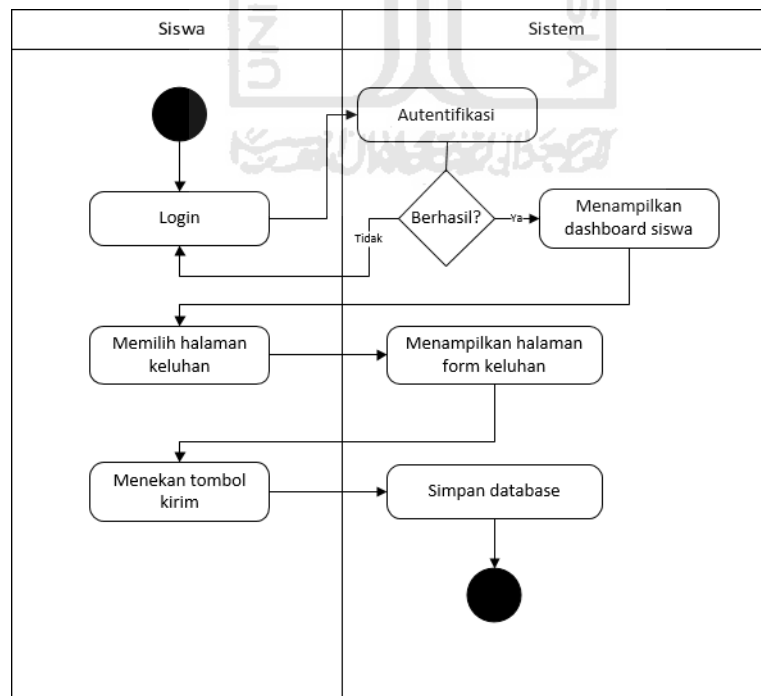 Siswa
Sistem
Autentifikasi
Login
Berhasil?
Ya
Tidak
Menampilkan
dashboard siswa
Memilih halaman
keluhan
Menampilkan halaman
form keluhan
Menekan tombol
kirim
Simpan database